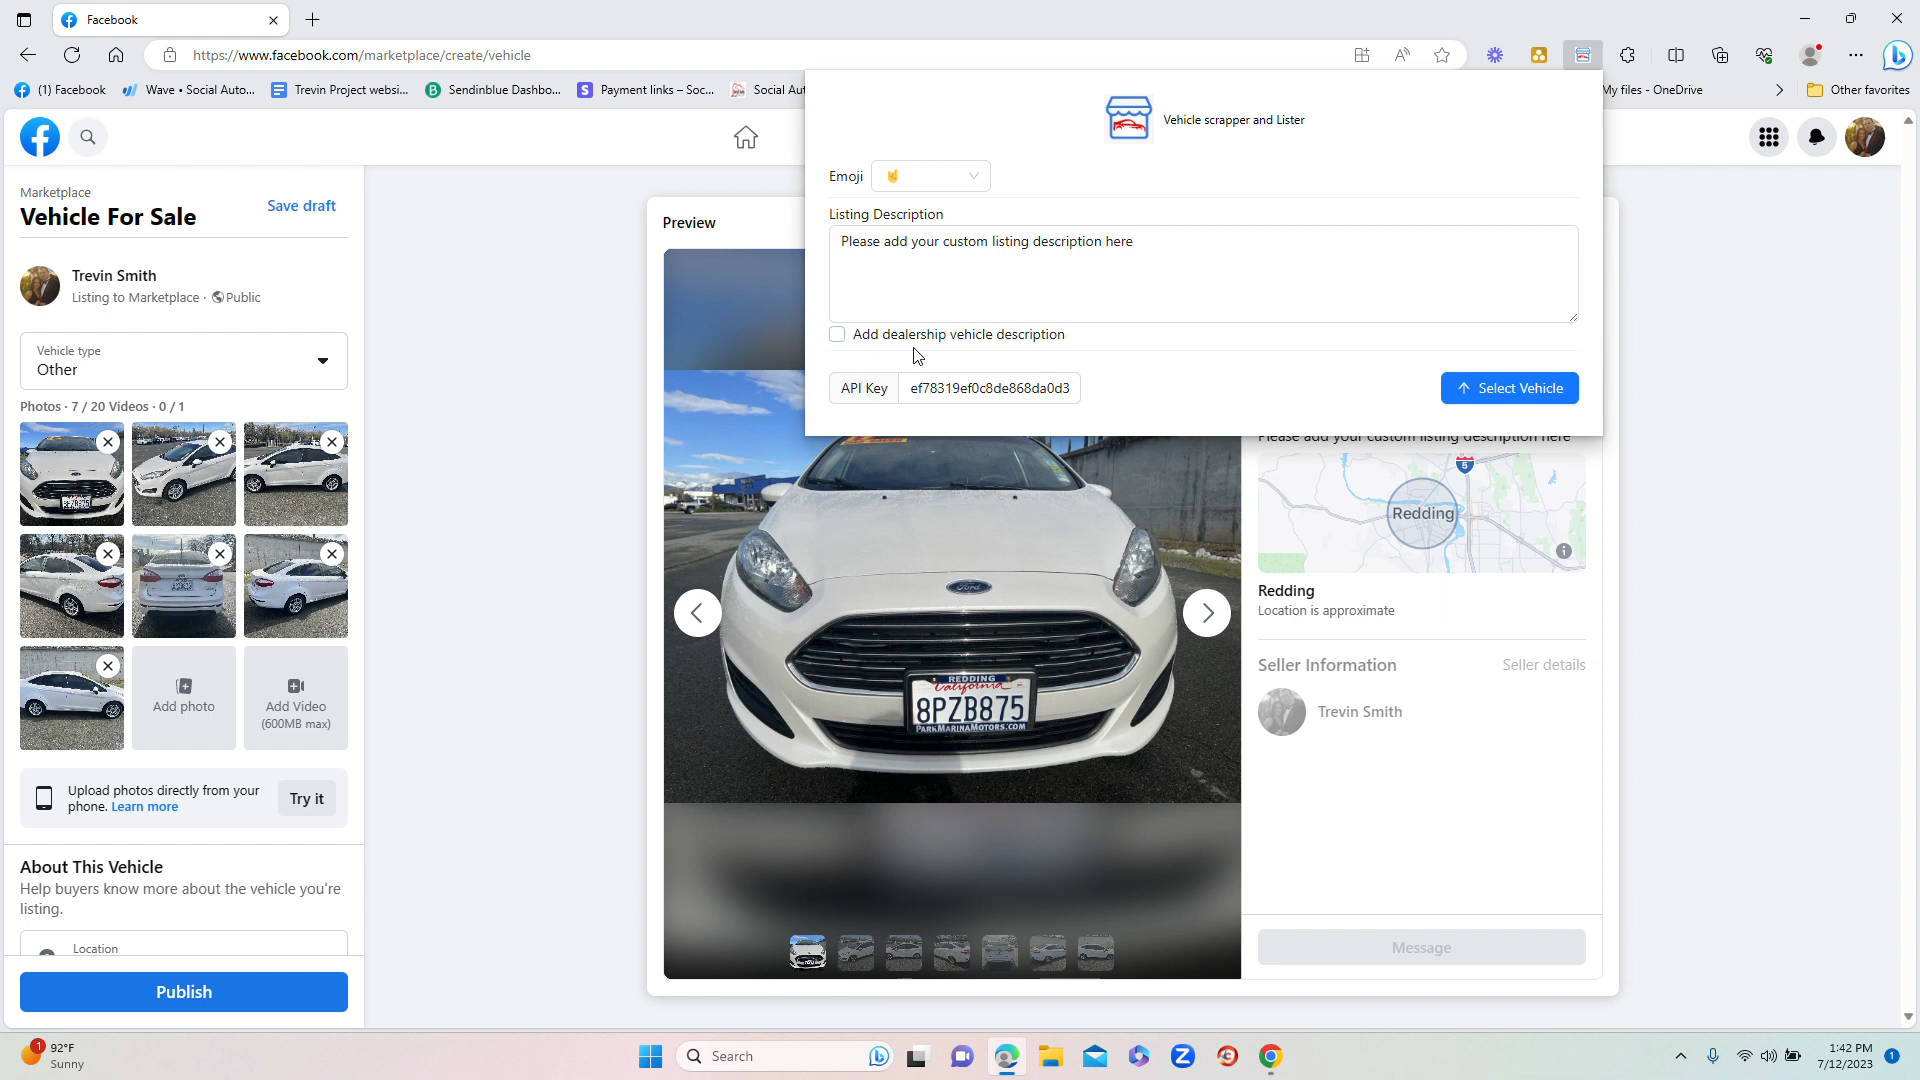 Facebook
https://www.facebook.com/marketplace/create/vehicle
(1) Facebook
Wave • Social Auto...
Trevin Project websi...
Sendinblue Dashbo...
Payment links – Soc...
Social Au
My files - OneDrive
Other favorites
Marketplace
Vehicle For Sale
Save draft
Trevin Smith
Listing to Marketplace · Public
Vehicle type
Other
Photos · 7 / 20 Videos · 0 / 1
Add photo
Add Video
(600MB max)
Upload photos directly from your
phone. Learn more
Try it
About This Vehicle
Help buyers know more about the vehicle you're
listing.
Location
Publish
Preview
Vehicle scrapper and Lister
Emoji
Listing Description
Please add your custom listing description here
Add dealership vehicle description
API Key
ef78319ef0c8de868da0d3
Select Vehicle
Ford
REDDING
California
8PZB875
PARKMARINAMOTORS.COM
Please add your custom listing description here
5
Redding
Redding
Location is approximate
Seller Information
Seller details
Trevin Smith
Message
1
92°F
Sunny
Search
1:42 PM
7/12/2023
1